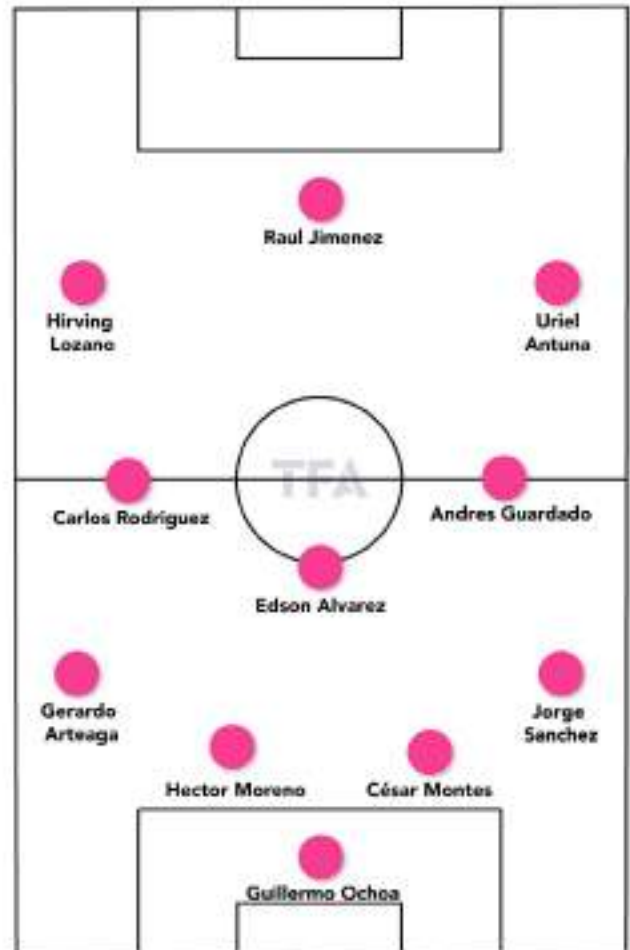 Raul Jimenez
Hirving
Lozano
Uriel
Antuna
TFA
Carlos Rodriguez
Andres Guardado
Edson Alvarez
Gerardo
Arteaga
Jorge
Sanchez
Hector Moreno
César Montes
Guillermo Ochoa